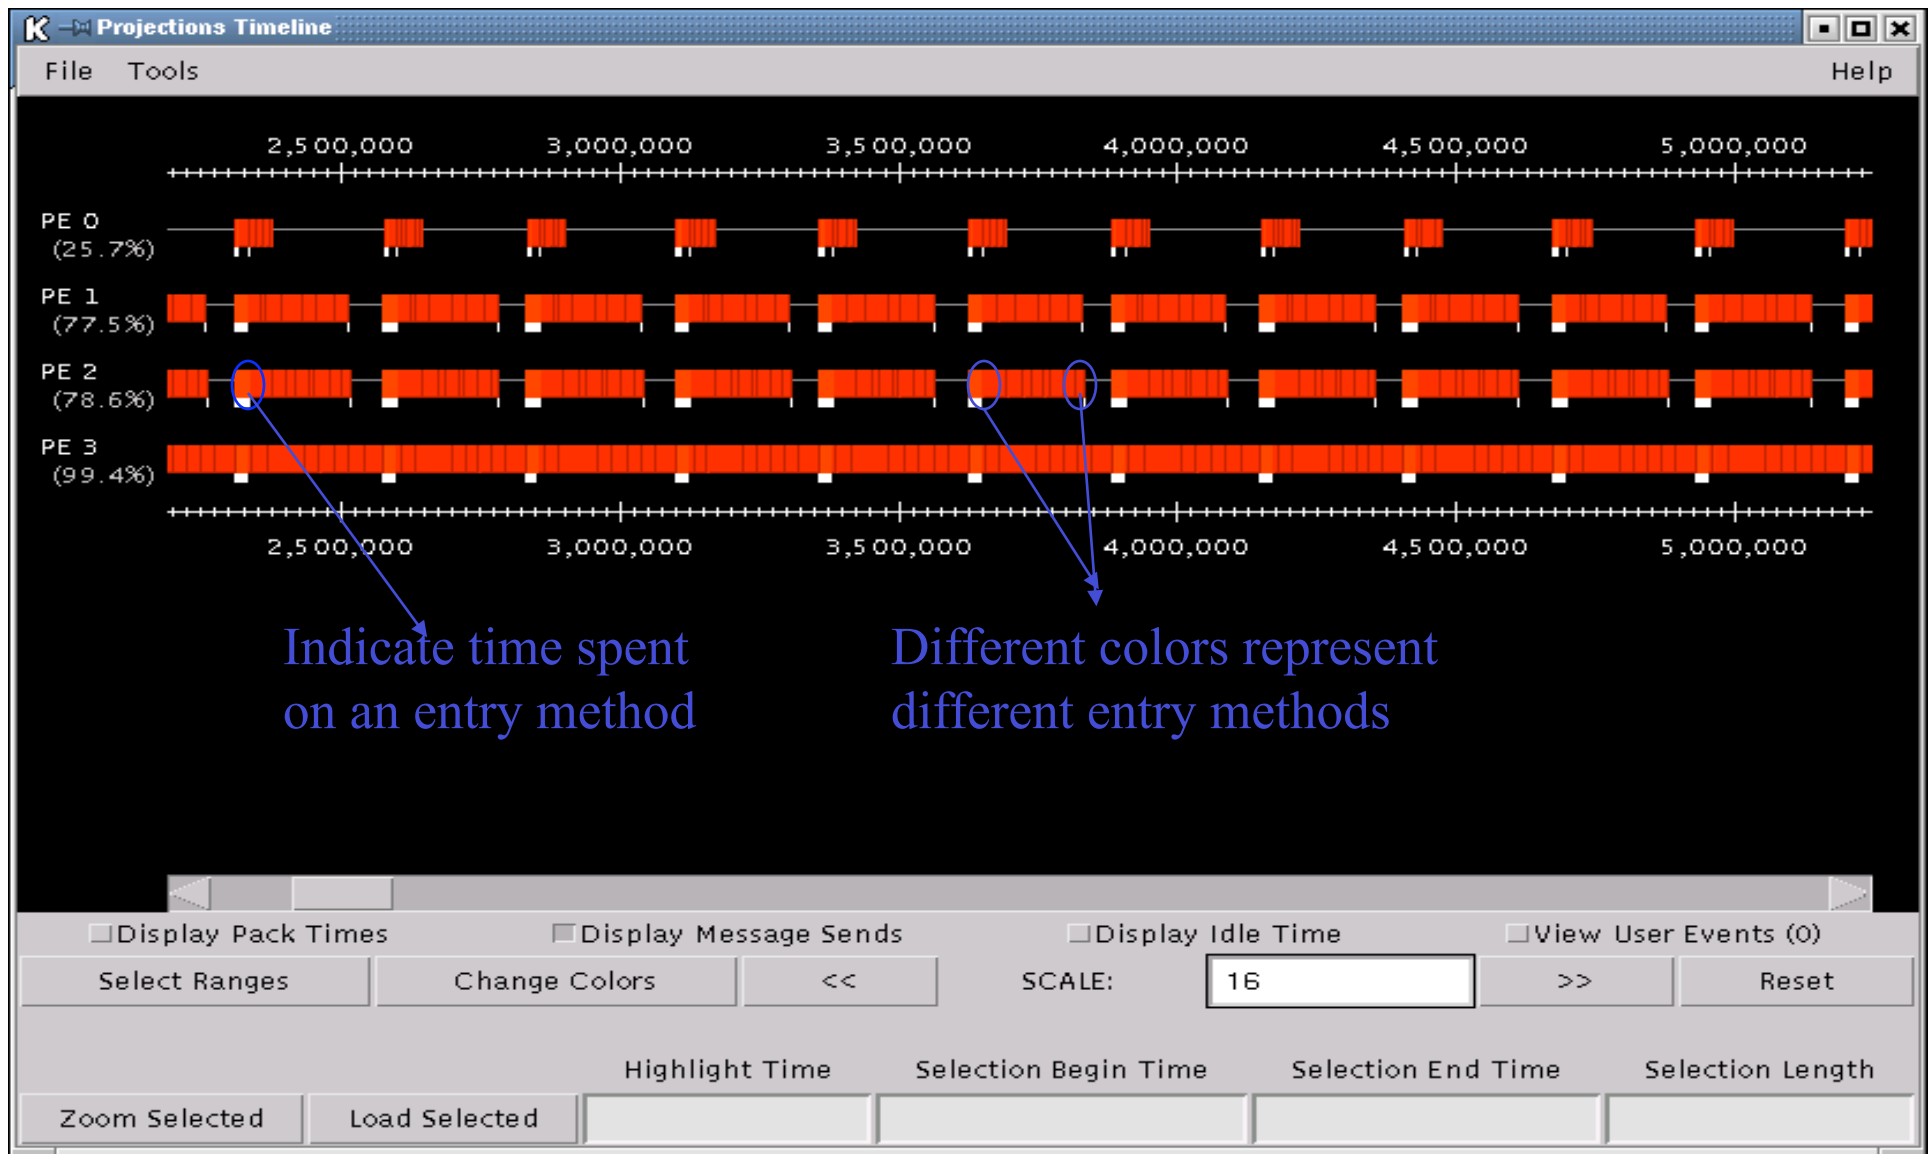 Projections Timeline
File Tools Help
2,500,000 3,000,000 3,500,000 4,000,000 4,500,000 5,000,000
PE 0
(25.7%)
PE 1
(77.5%)
PE 2
(78.6%)
PE 3
(99.4%)
2,500,000 3,000,000 3,500,000 4,000,000 4,500,000 5,000,000
Indicate time spent
on an entry method
Different colors represent
different entry methods
Display Pack Times Display Message Sends Display Idle Time View User Events (0)
Select Ranges Change Colors << SCALE: 16 >> Reset
Highlight Time Selection Begin Time Selection End Time Selection Length
Zoom Selected Load Selected